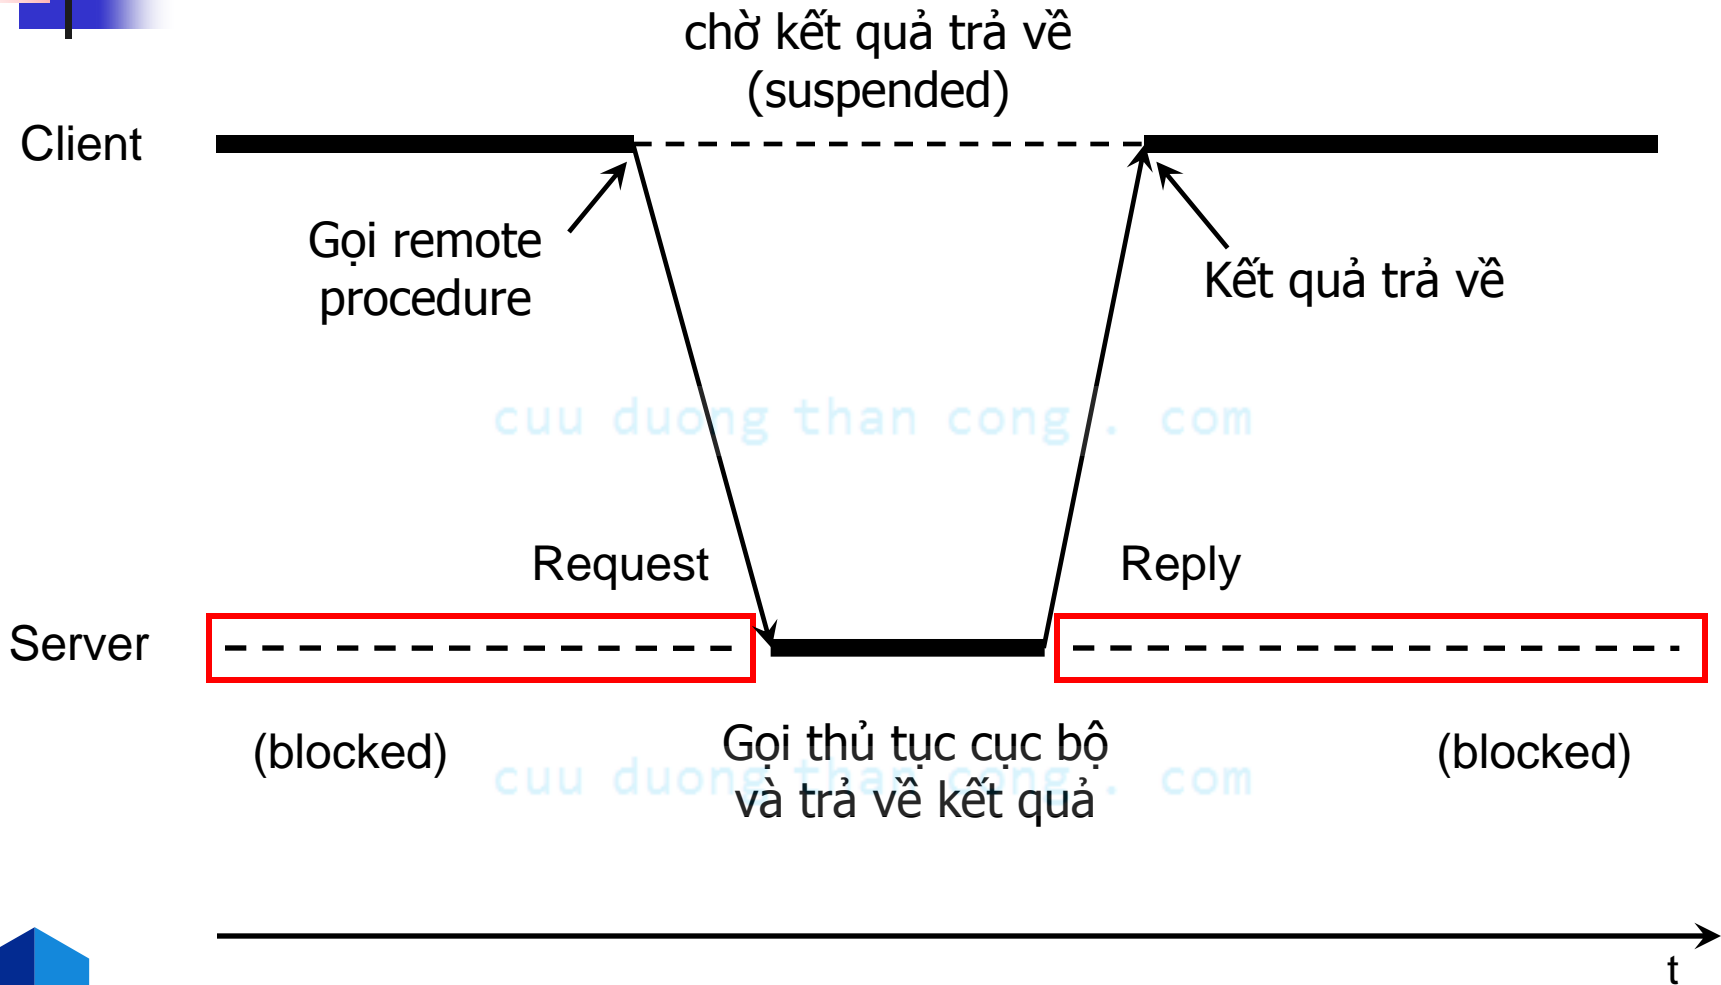 chờ kết quả trả về
(suspended)
Client
Gọi remote
procedure
Kết quả trả về
cuu duong than cong . com
Request
Reply
Server
(blocked)
Gọi thủ tục cục bộ
và trả về kết quả
(blocked)
cuu duong than cong . com
t